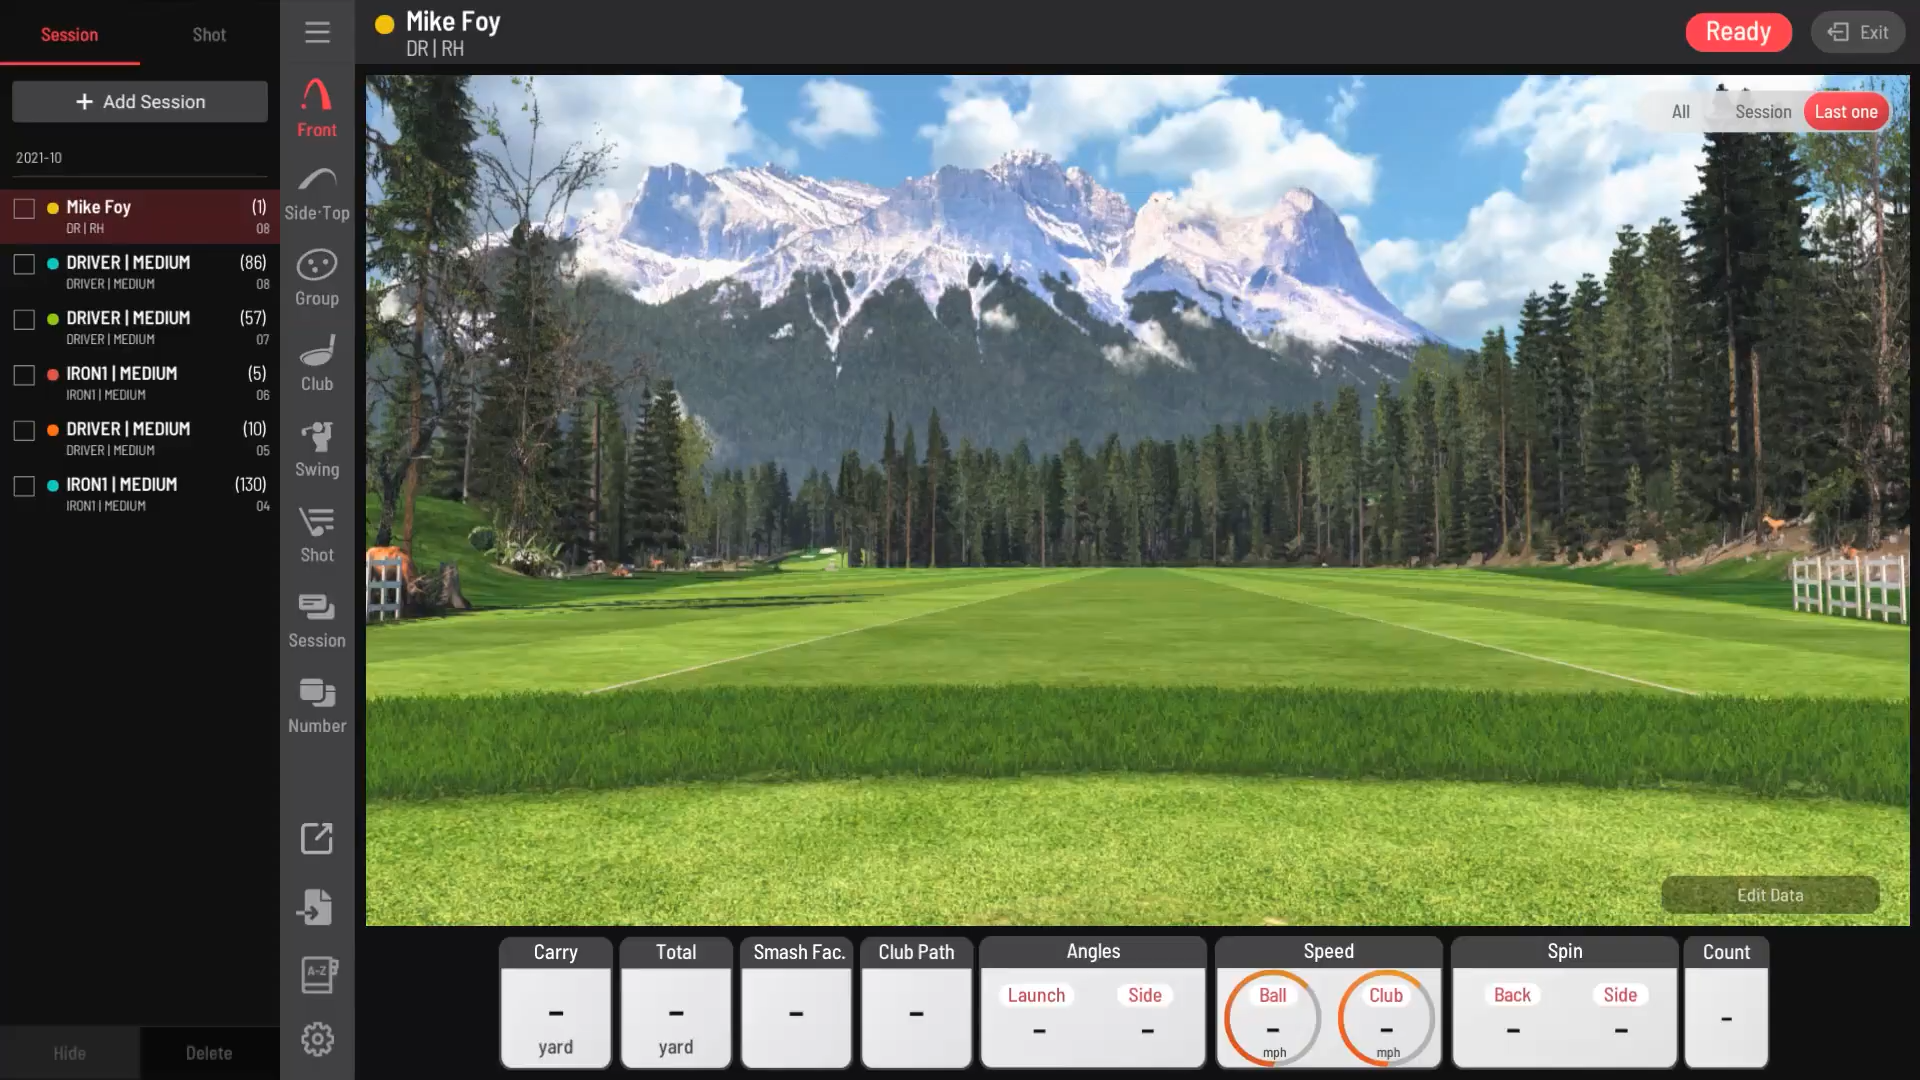 Session
Shot
Add Session
2021-10
Mike Foy (1)
DR | RH 08
DRIVER | MEDIUM (86)
DRIVER | MEDIUM 08
DRIVER | MEDIUM (57)
DRIVER | MEDIUM 07
IRON1 | MEDIUM (5)
IRON1 | MEDIUM 06
DRIVER | MEDIUM (10)
DRIVER | MEDIUM 05
IRON1 | MEDIUM (130)
IRON1 | MEDIUM 04
Hide
Delete
Front
Side·Top
Group
Club
Swing
Shot
Session
Number
A-Z
Mike Foy
DR | RH
Ready
Exit
All
Session
Last one
Edit Data
Carry
-
yard
Total
-
yard
Smash Fac.
-
Club Path
-
Angles
Launch Side
- -
Speed
Ball Club
- -
mph mph
Spin
Back Side
- -
Count
-